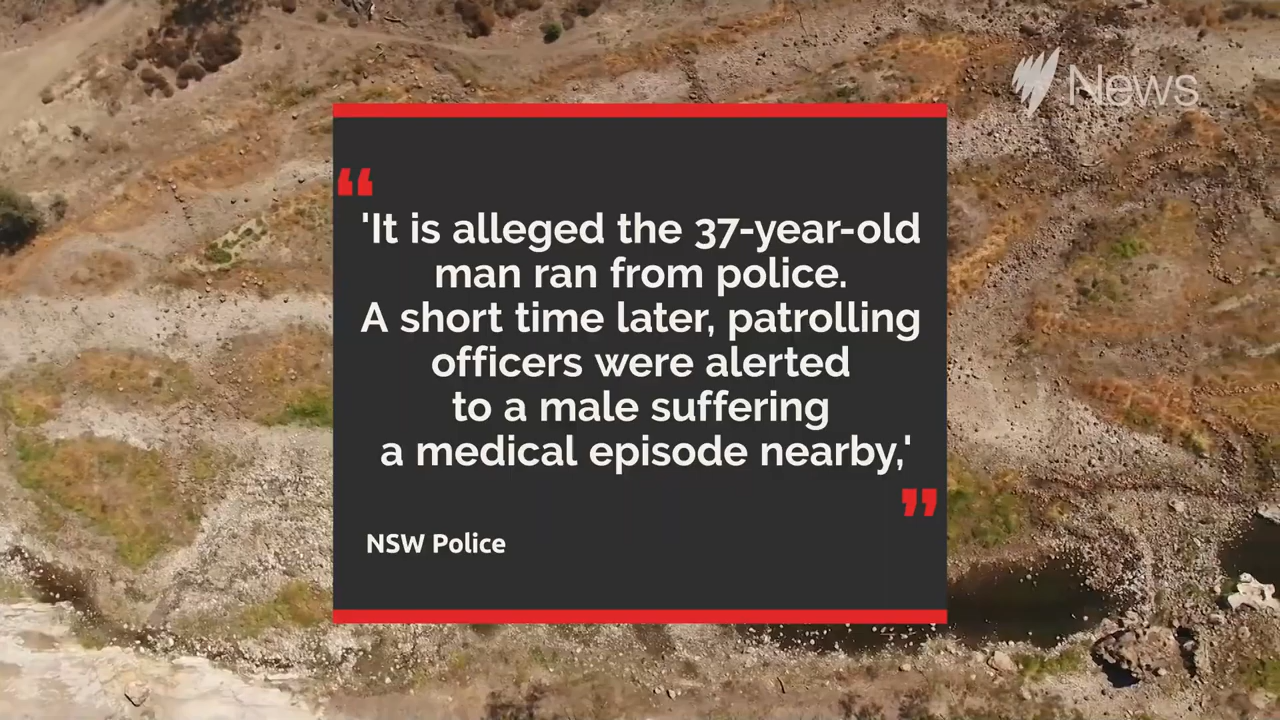 News
“
'It is alleged the 37-year-old
man ran from police.
A short time later, patrolling
officers were alerted
to a male suffering
a medical episode nearby,'
”
NSW Police